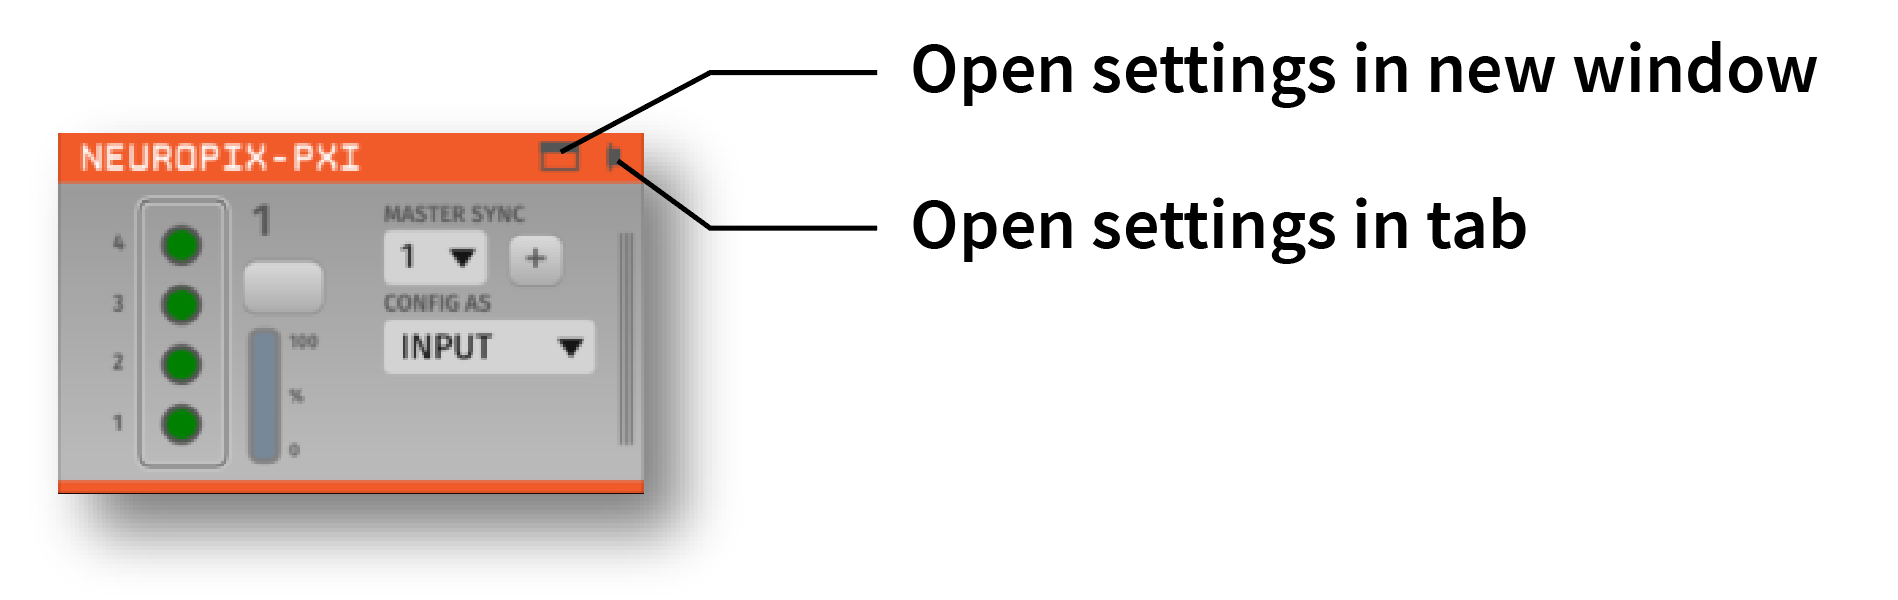 Open settings in new window
NEUROPIX-PXI
Open settings in tab
1
MASTER SYNC
4
1
+
3
CONFIG AS
100
INPUT
2
%
1
0